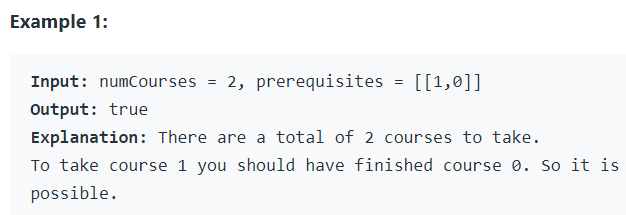 Example 1:
Input: numCourses = 2, prerequisites = [[1,0]]
Output: true
Explanation: There are a total of 2 courses to take.
To take course 1 you should have finished course 0. So it is
possible.